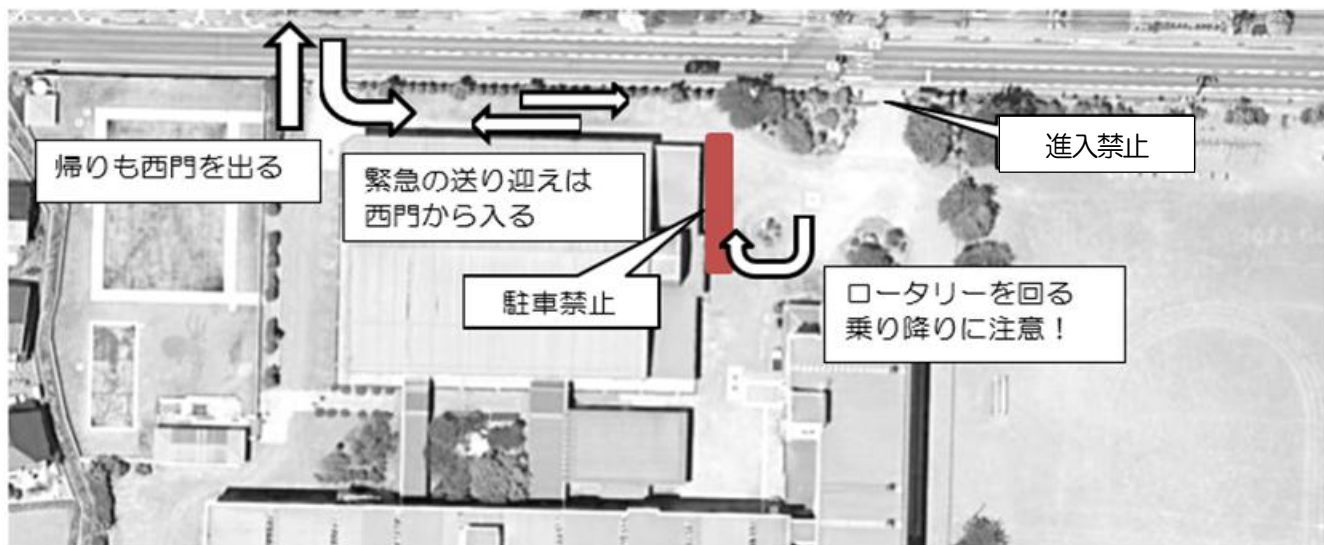 進入禁止
帰りも西門を出る
緊急の送り迎えは
西門から入る
駐車禁止
ロータリーを回る
乗り降りに注意！